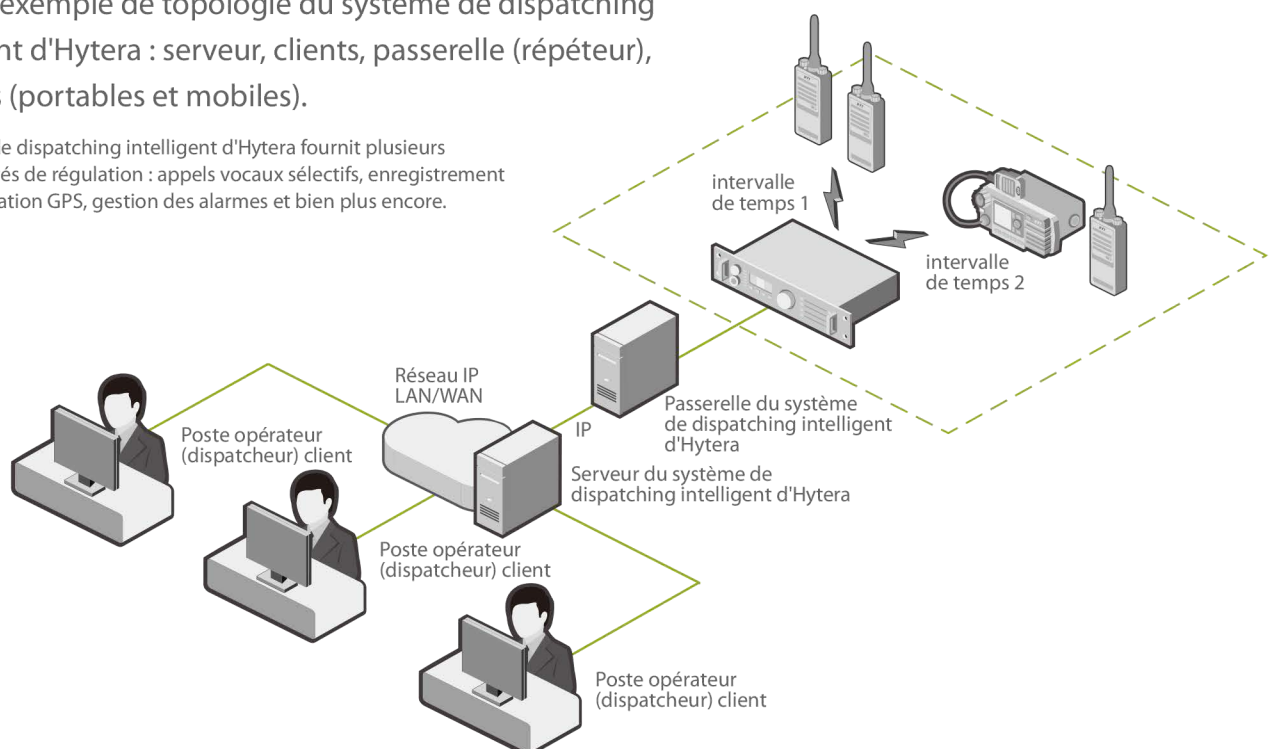 exemple de topologie du système de dispatching
nt d'Hytera : serveur, clients, passerelle (répéteur),
s (portables et mobiles).
de dispatching intelligent d'Hytera fournit plusieurs
és de régulation : appels vocaux sélectifs, enregistrement
ation GPS, gestion des alarmes et bien plus encore.
intervalle
de temps 1
intervalle
de temps 2
Réseau IP
LAN/WAN
IP
Passerelle du système
de dispatching intelligent
d'Hytera
Poste opérateur
(dispatcheur) client
Serveur du système de
dispatching intelligent d'Hytera
Poste opérateur
(dispatcheur) client
Poste opérateur
(dispatcheur) client